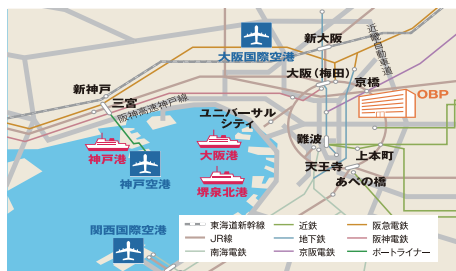 新大阪
近畿自動車道
大阪国際空港
大阪（梅田）
京橋
OBP
新神戸
三宮
阪神高速神戸線
ユニバーサル
シティ
神戸港
大阪港
難波
上本町
天王寺
神戸空港
堺泉北港
あべの橋
関西国際空港
東海道新幹線
近鉄
阪急電鉄
JR線
地下鉄
阪神電鉄
南海電鉄
京阪電鉄
ポートライナー